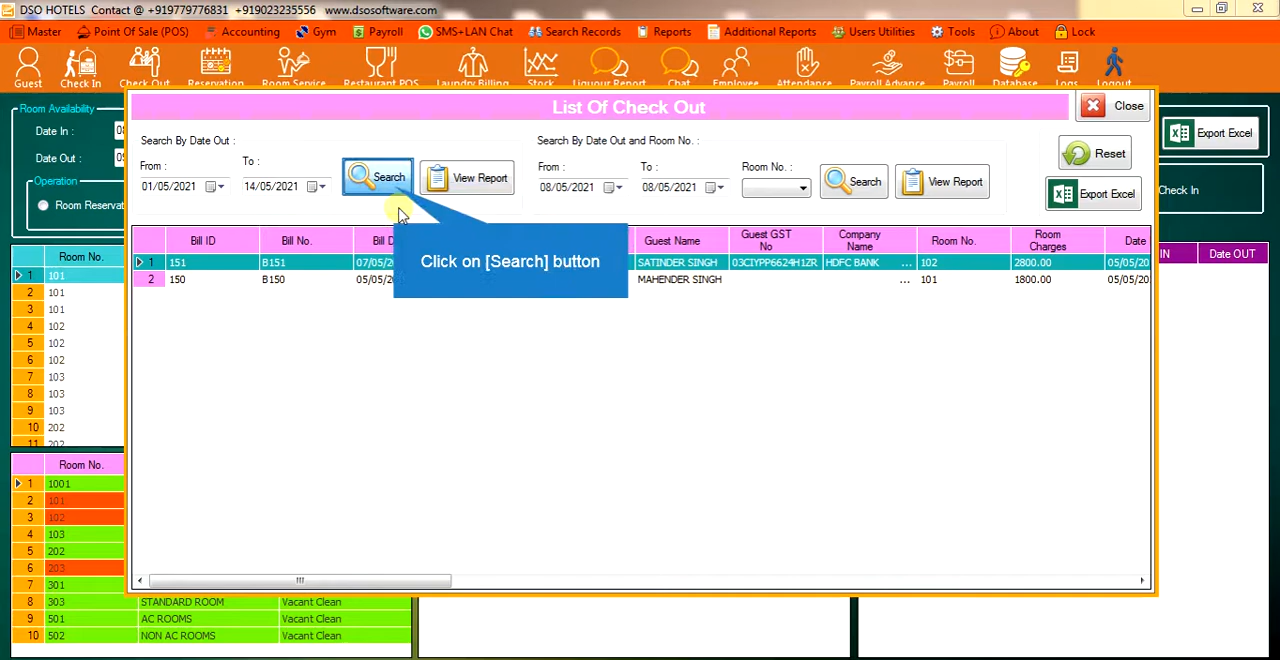 DSO HOTELS Contact @ +919779776831 +919023235556 www.dsosoftware.com
Master Point Of Sale (POS) Accounting Gym Payroll SMS+LAN Chat Search Records Reports Additional Reports Users Utilities Tools About Lock
Guest Check In Check Out Reservation Room Service Restaurant POS Laundry Billing Stock Liquour Report Chat Employee Attendance Payroll Advance Payroll Database Logs Logout
Room Availability
Date In :
Date Out :
Operation
Room Reservat
List Of Check Out
Close
Search By Date Out :
From :
To :
01/05/2021
14/05/2021
Search
View Report
Search By Date Out and Room No. :
From :
To :
Room No. :
08/05/2021
08/05/2021
Search
View Report
Reset
Export Excel
Export Excel
Check In
IN Date OUT
Bill ID Bill No. Bill D Guest Name Guest GST No Company Name Room No. Room Charges Date
1 151 B151 07/05/2 SATINDER SINGH 03CIYPP6624H1ZR HDFC BANK ... 102 2800.00 05/05/20
2 150 B150 05/05/2 MAHENDER SINGH ... 101 1800.00 05/05/20
Click on [Search] button
Room No.
1 101
2 101
3 101
4 102
5 102
6 102
7 103
8 103
9 103
10 202
11 202
Room No.
1 1001
2 101
3 102
4 103
5 202
6 203
7 301
8 303 STANDARD ROOM Vacant Clean
9 501 AC ROOMS Vacant Clean
10 502 NON AC ROOMS Vacant Clean